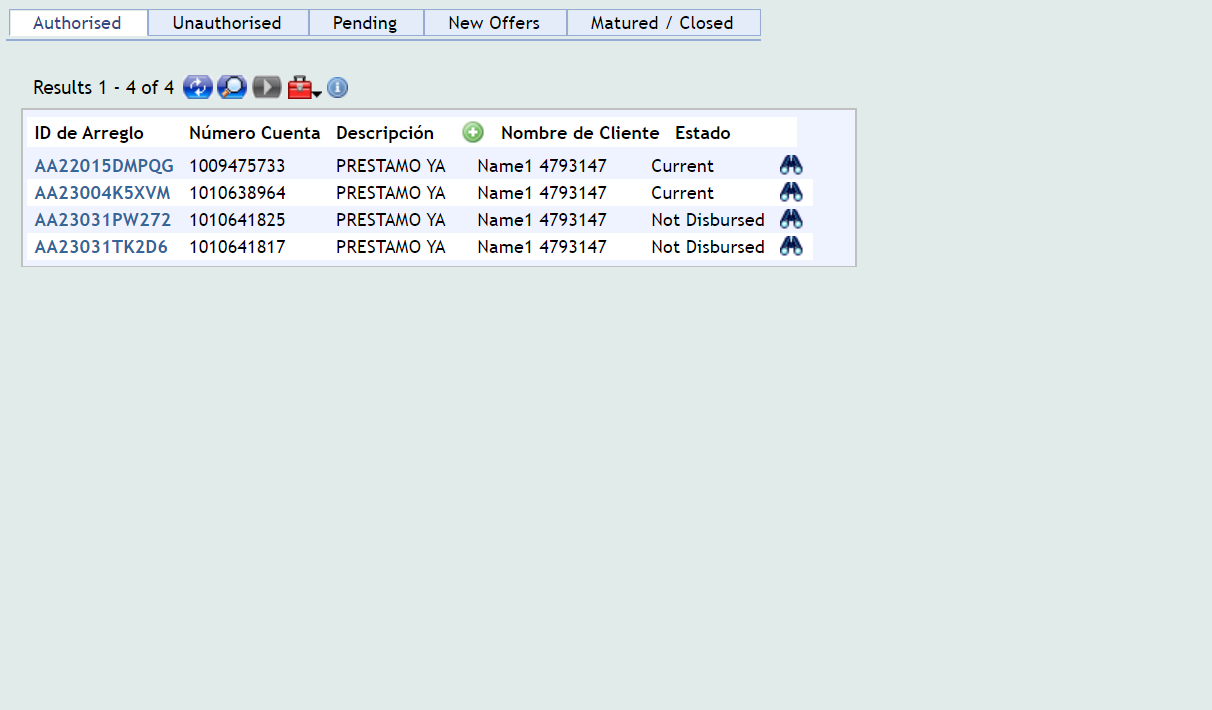 Authorised Unauthorised Pending New Offers Matured / Closed
Results 1 - 4 of 4
ID de Arreglo Número Cuenta Descripción Nombre de Cliente Estado
AA22015DMPQG 1009475733 PRESTAMO YA Name1 4793147 Current
AA23004K5XVM 1010638964 PRESTAMO YA Name1 4793147 Current
AA23031PW272 1010641825 PRESTAMO YA Name1 4793147 Not Disbursed
AA23031TK2D6 1010641817 PRESTAMO YA Name1 4793147 Not Disbursed